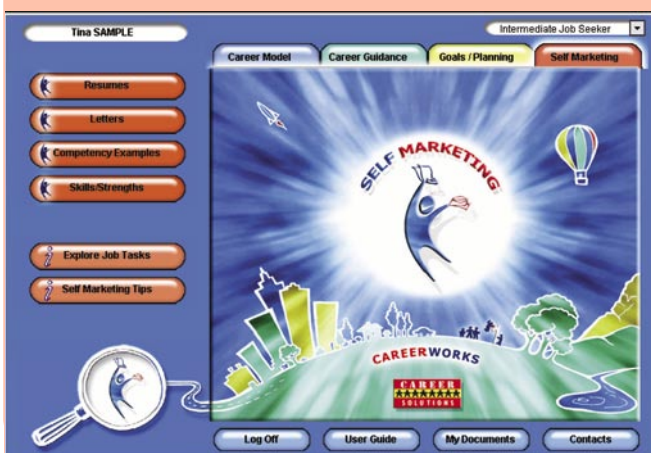 Tina SAMPLE
Intermediate Job Seeker
Career Model
Career Guidance
Goals / Planning
Self Marketing
Resumes
Letters
Competency Examples
Skills/Strengths
Explore Job Tasks
Self Marketing Tips
SELF MARKETING
CAREERWORKS
CAREER
SOLUTIONS
Log Off
User Guide
My Documents
Contacts